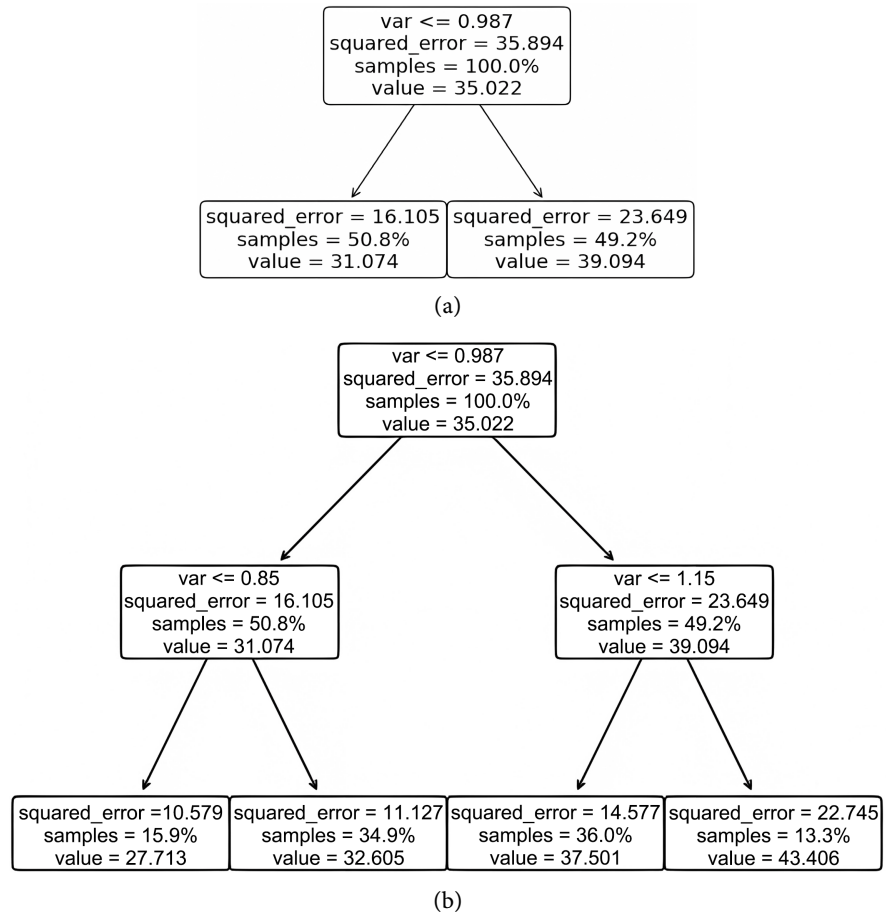 var <= 0.987
squared_error = 35.894
samples = 100.0%
value = 35.022
squared_error = 16.105
samples = 50.8%
value = 31.074
squared_error = 23.649
samples = 49.2%
value = 39.094
(a)
var <= 0.987
squared_error = 35.894
samples = 100.0%
value = 35.022
var <= 0.85
squared_error = 16.105
samples = 50.8%
value = 31.074
var <= 1.15
squared_error = 23.649
samples = 49.2%
value = 39.094
squared_error =10.579
samples = 15.9%
value = 27.713
squared_error = 11.127
samples = 34.9%
value = 32.605
squared_error = 14.577
samples = 36.0%
value = 37.501
squared_error = 22.745
samples = 13.3%
value = 43.406
(b)